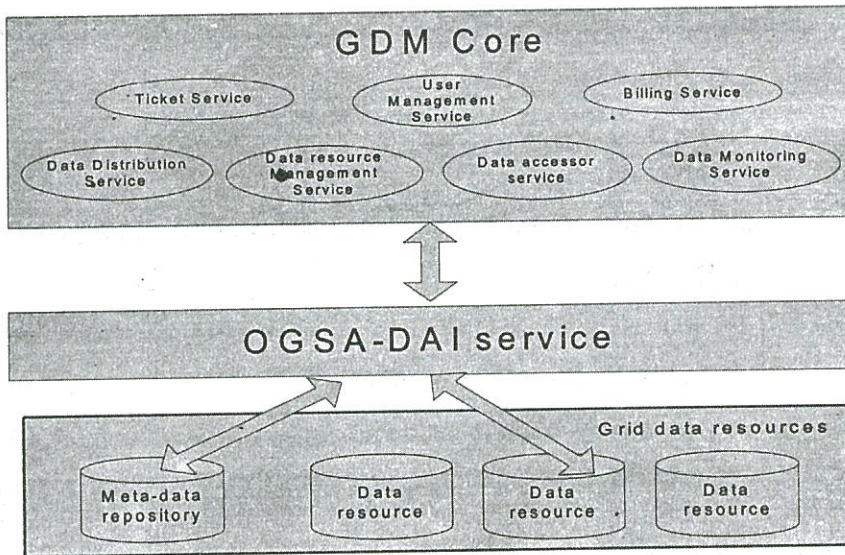 GDM Core
Ticket Service
User
Management
Service
Billing Service
Data Distribution
Service
Data resource
Management
Service
Data accessor
service
Data Monitoring
Service
OGSA-DAI service
Grid data resources
Meta-data
repository
Data
resource
Data
resource
Data
resource